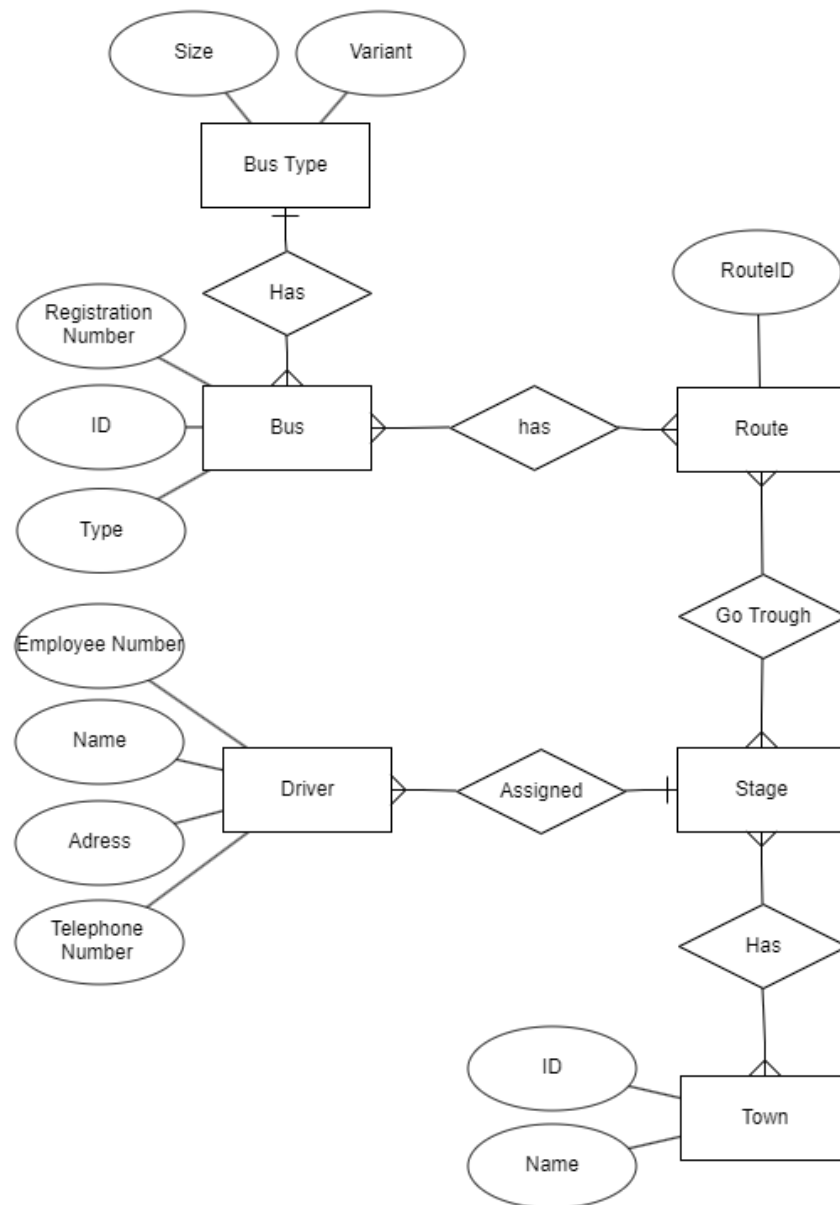 Size
Variant
Bus Type
Has
RouteID
Registration
Number
ID
Bus
has
Route
Type
Employee Number
Go Trough
Name
Driver
Assigned
Stage
Adress
Telephone
Number
Has
ID
Town
Name